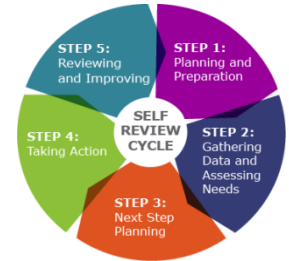 STEP 1:
Planning and
Preparation
STEP 2:
Gathering
Data and
Assessing
Needs
STEP 3:
Next Step
Planning
STEP 4:
Taking Action
STEP 5:
Reviewing
and Improving
SELF
REVIEW
CYCLE